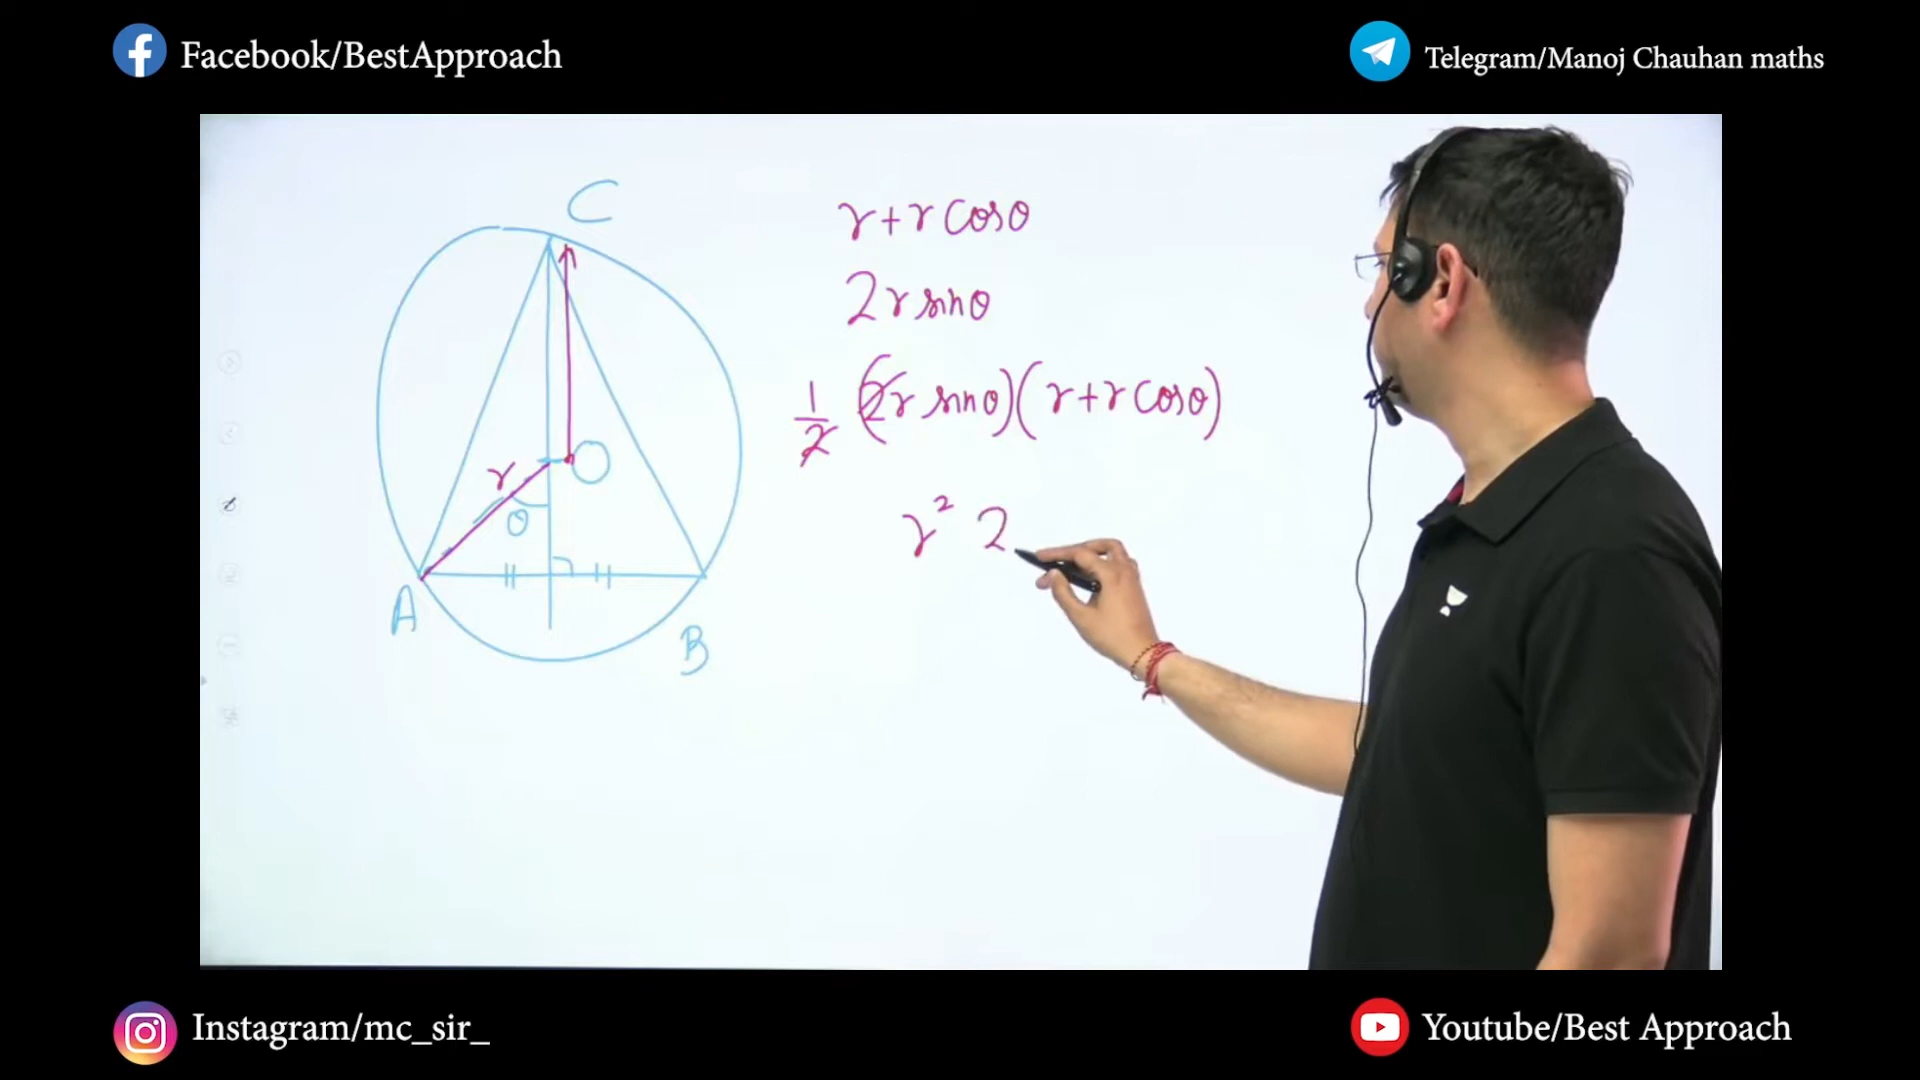 Facebook/BestApproach
Telegram/Manoj Chauhan maths
C
r
O
θ
A
B
r+r cosθ
2r sinθ
1/2 (2r sinθ)(r+r cosθ)
r² 2
Instagram/mc_sir_
Youtube/Best Approach